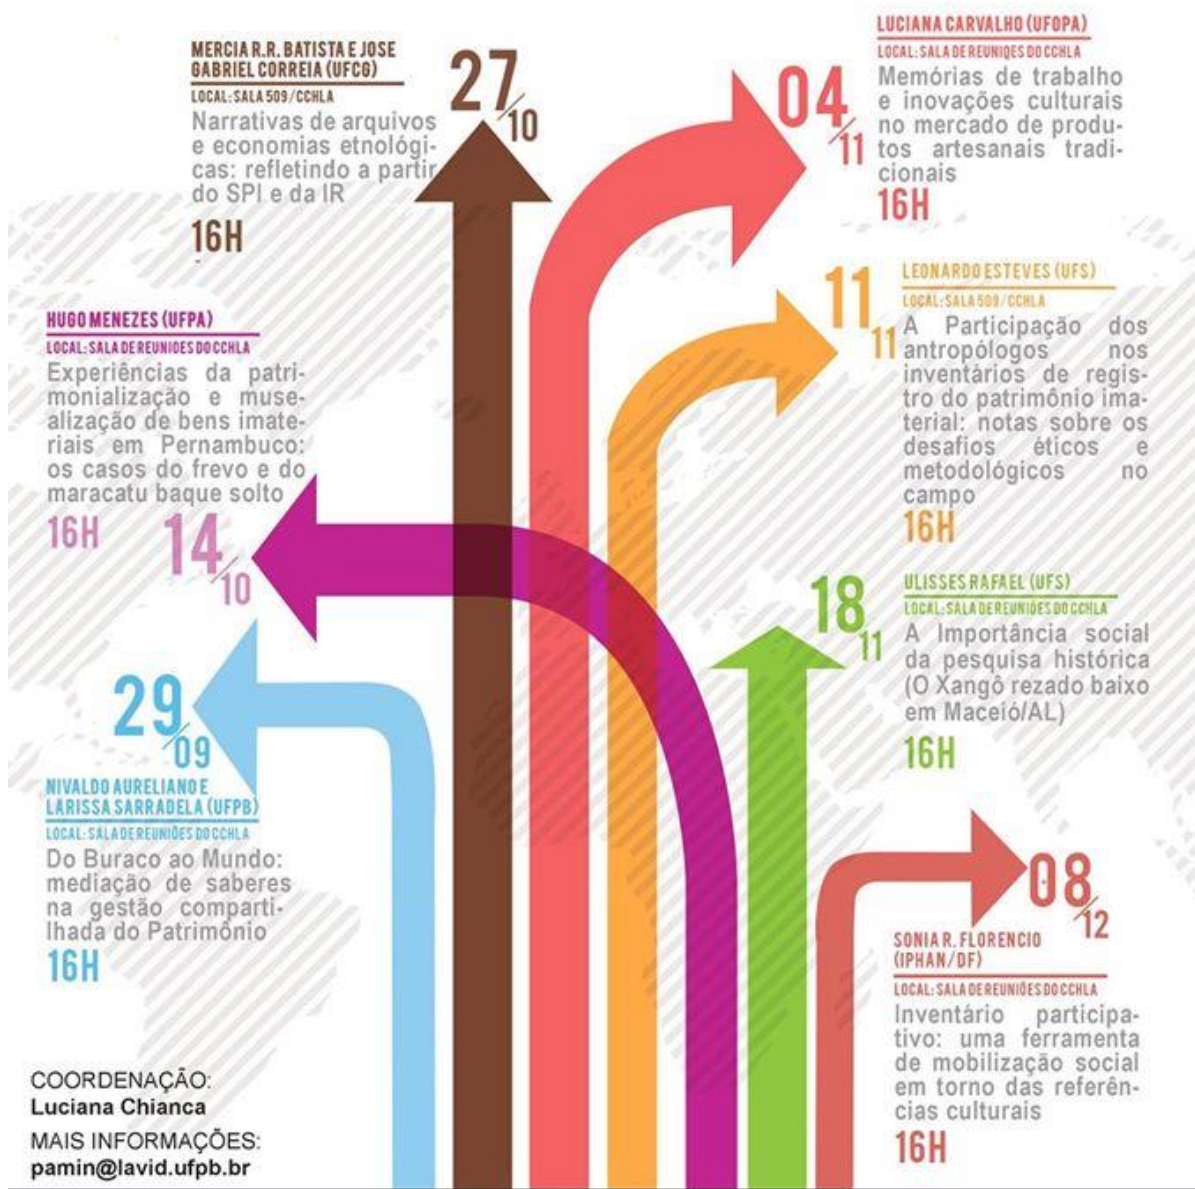 MERCIA R.R. BATISTA E JOSE
GABRIEL CORREIA (UFCG)
LOCAL: SALA 509/CCHLA
Narrativas de arquivos
e economias etnológi-
cas: refletindo a partir
do SPI e da IR
16H
27/10
LUCIANA CARVALHO (UFOPA)
LOCAL: SALA DE REUNIOES DO CCHLA
Memórias de trabalho
e inovações culturais
no mercado de produ-
tos artesanais tradi-
cionais
16H
04/11
HUGO MENEZES (UFPA)
LOCAL: SALA DE REUNIOES DO CCHLA
Experiências da patri-
monialização e muse-
alização de bens imate-
riais em Pernambuco:
os casos do frevo e do
maracatu baque solto
16H
14/10
LEONARDO ESTEVES (UFS)
LOCAL: SALA 509/CCHLA
A Participação dos
antropólogos nos
inventários de regis-
tro do patrimônio ima-
terial: notas sobre os
desafios éticos e
metodológicos no
campo
16H
11/11
ULISSES RAFAEL (UFS)
LOCAL: SALA DE REUNIÕES DO CCHLA
A Importância social
da pesquisa histórica
(O Xangô rezado baixo
em Maceió/AL)
16H
18/11
29/09
NIVALDO AURELIANO E
LARISSA SARRADELA (UFPB)
LOCAL: SALA DE REUNIÕES DO CCHLA
Do Buraco ao Mundo:
mediação de saberes
na gestão comparti-
lhada do Patrimônio
16H
08/12
SONIA R. FLORENCIO
(IPHAN/DF)
LOCAL: SALA DE REUNIÕES DO CCHLA
Inventário participa-
tivo: uma ferramenta
de mobilização social
em torno das referên-
cias culturais
16H
COORDENAÇÃO:
Luciana Chianca
MAIS INFORMAÇÕES:
pamin@lavid.ufpb.br